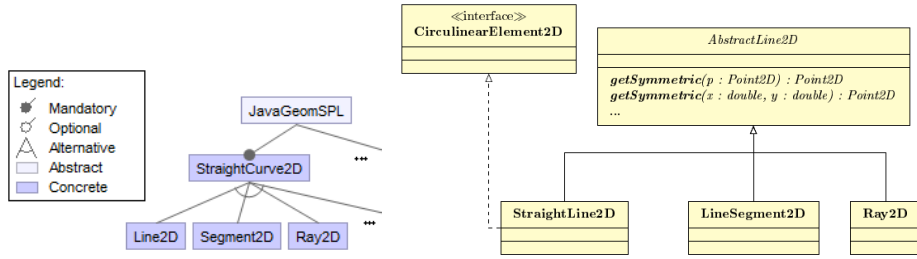 Legend:
Mandatory
Optional
Alternative
Abstract
Concrete
JavaGeomSPL
...
StraightCurve2D
Line2D
Segment2D
Ray2D
...
≪interface≫
CirculinearElement2D
AbstractLine2D
getSymmetric(p : Point2D) : Point2D
getSymmetric(x : double, y : double) : Point2D
...
StraightLine2D
LineSegment2D
Ray2D